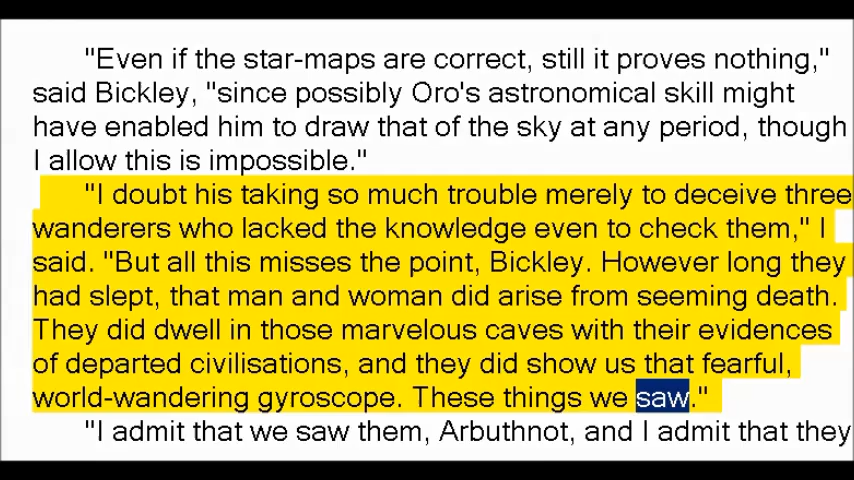 "Even if the star-maps are correct, still it proves nothing,"
said Bickley, "since possibly Oro's astronomical skill might
have enabled him to draw that of the sky at any period, though
I allow this is impossible."
"I doubt his taking so much trouble merely to deceive three
wanderers who lacked the knowledge even to check them," I
said. "But all this misses the point, Bickley. However long they
had slept, that man and woman did arise from seeming death.
They did dwell in those marvelous caves with their evidences
of departed civilisations, and they did show us that fearful,
world-wandering gyroscope. These things we saw."
"I admit that we saw them, Arbuthnot, and I admit that they